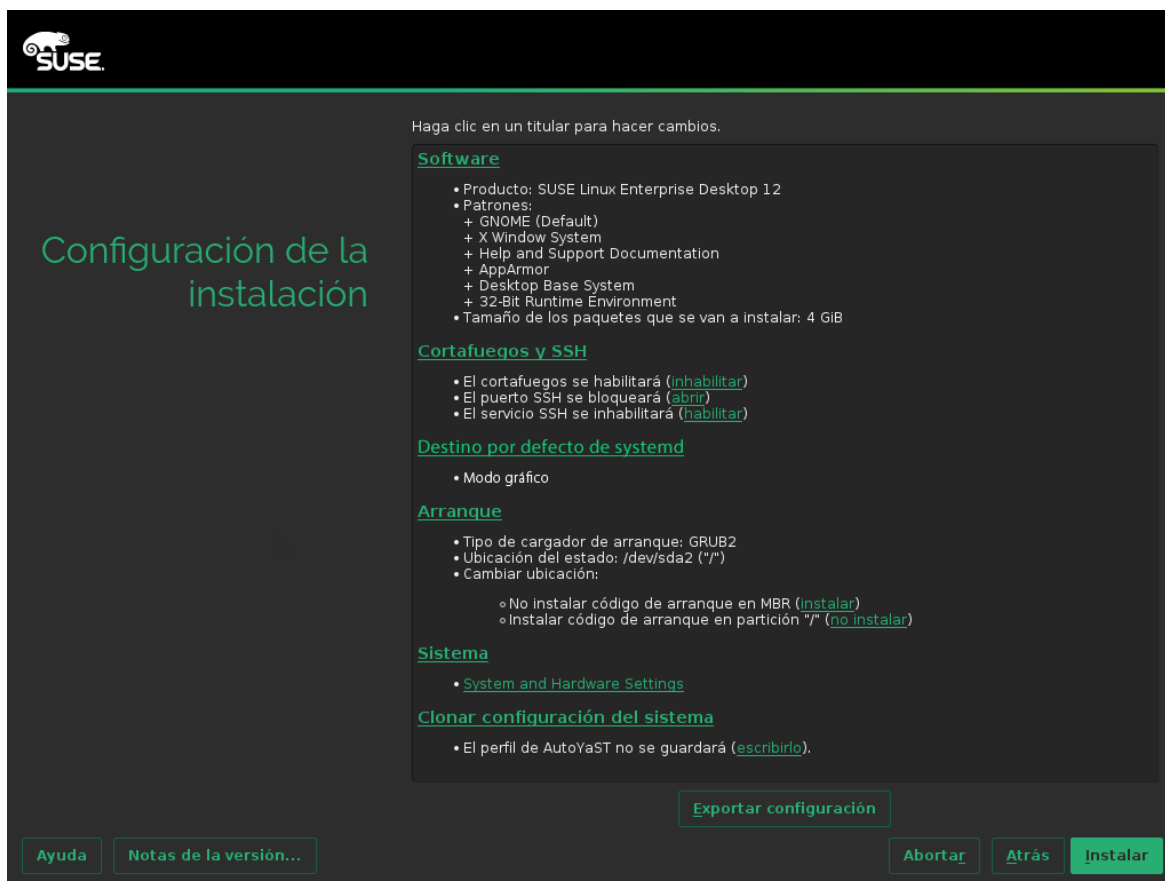 SUSE.
Haga clic en un titular para hacer cambios.
Configuración de la
instalación
Software
• Producto: SUSE Linux Enterprise Desktop 12
• Patrones:
+ GNOME (Default)
+ X Window System
+ Help and Support Documentation
+ AppArmor
+ Desktop Base System
+ 32-Bit Runtime Environment
• Tamaño de los paquetes que se van a instalar: 4 GiB
Cortafuegos y SSH
• El cortafuegos se habilitará (inhabilitar)
• El puerto SSH se bloqueará (abrir)
• El servicio SSH se inhabilitará (habilitar)
Destino por defecto de systemd
• Modo gráfico
Arranque
• Tipo de cargador de arranque: GRUB2
• Ubicación del estado: /dev/sda2 ("/")
• Cambiar ubicación:
◦ No instalar código de arranque en MBR (instalar)
◦ Instalar código de arranque en partición "/" (no instalar)
Sistema
• System and Hardware Settings
Clonar configuración del sistema
• El perfil de AutoYaST no se guardará (escribirlo).
Exportar configuración
Ayuda Notas de la versión... Abortar Atrás Instalar